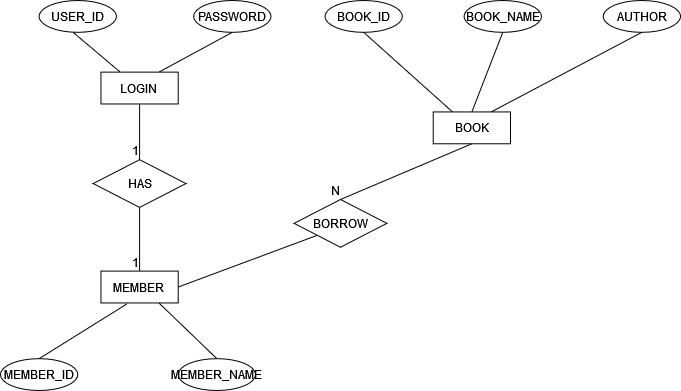 USER_ID
PASSWORD
BOOK_ID
BOOK_NAME
AUTHOR
LOGIN
BOOK
1
HAS
N
BORROW
1
MEMBER
MEMBER_ID
MEMBER_NAME